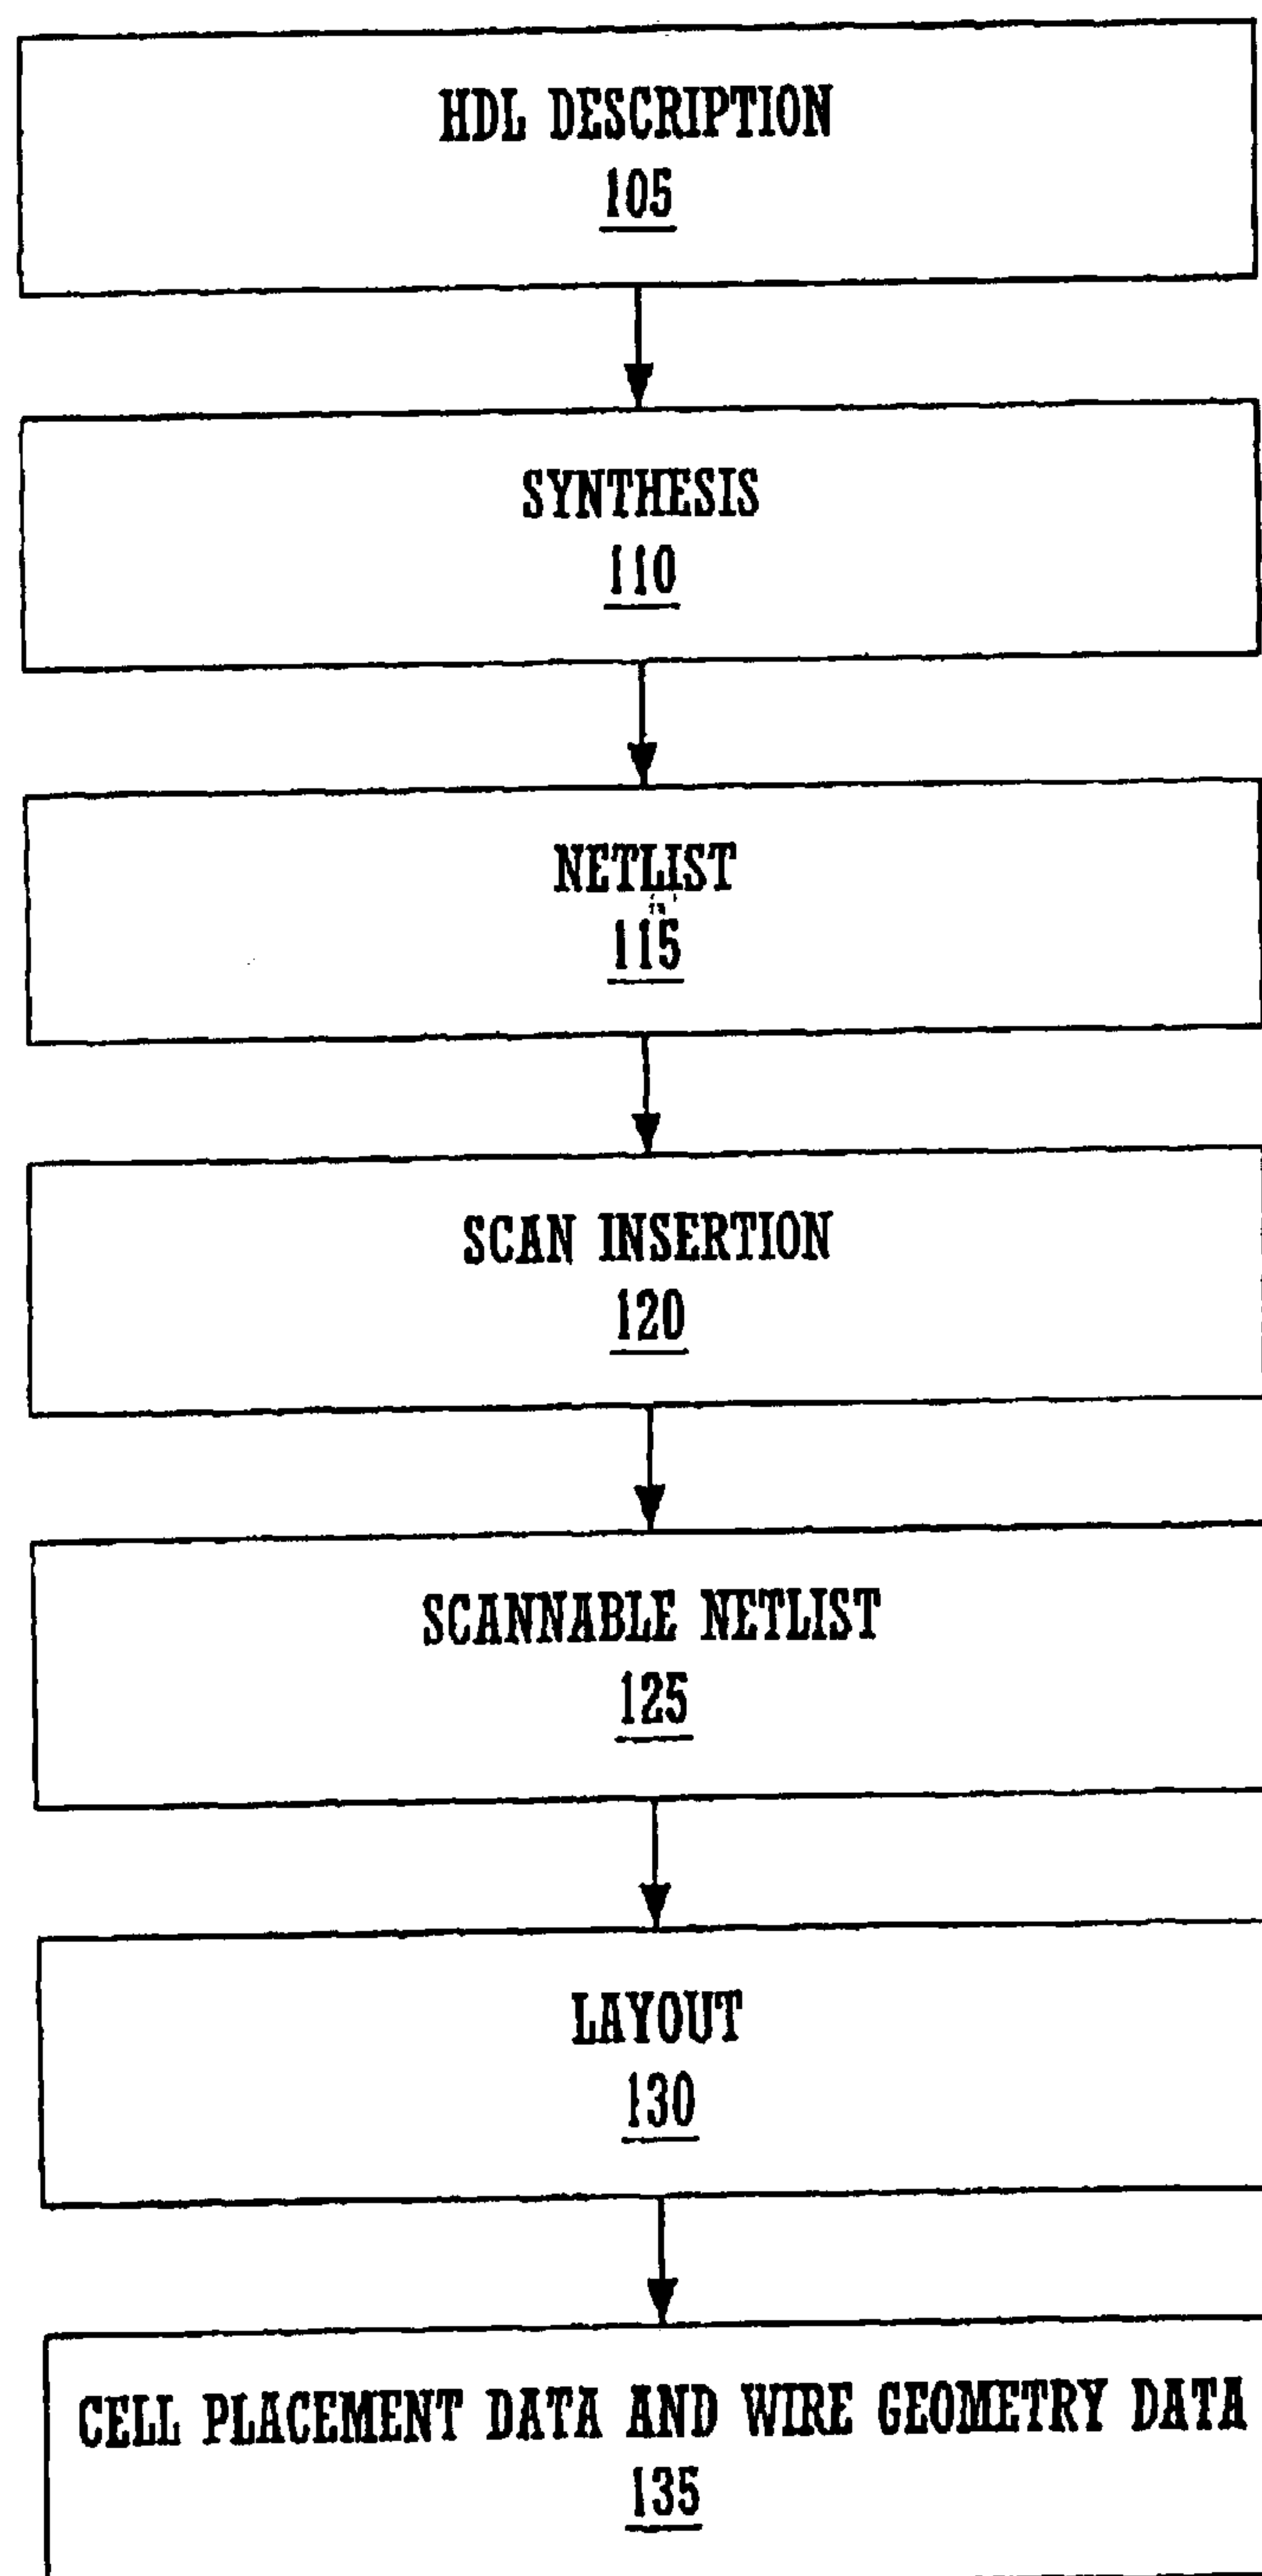 HDL DESCRIPTION
105
SYNTHESIS
110
NETLIST
115
SCAN INSERTION
120
SCANNABLE NETLIST
125
LAYOUT
130
CELL PLACEMENT DATA AND WIRE GEOMETRY DATA
135